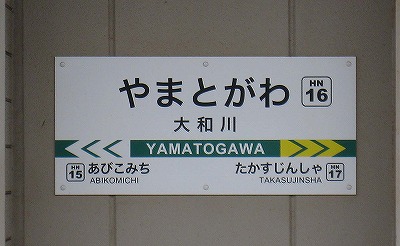 やまとがわ HN 16
大和川
YAMATOGAWA
HN 15 あびこみち たかすじんしゃ HN 17
ABIKOMICHI TAKASUJINSHA